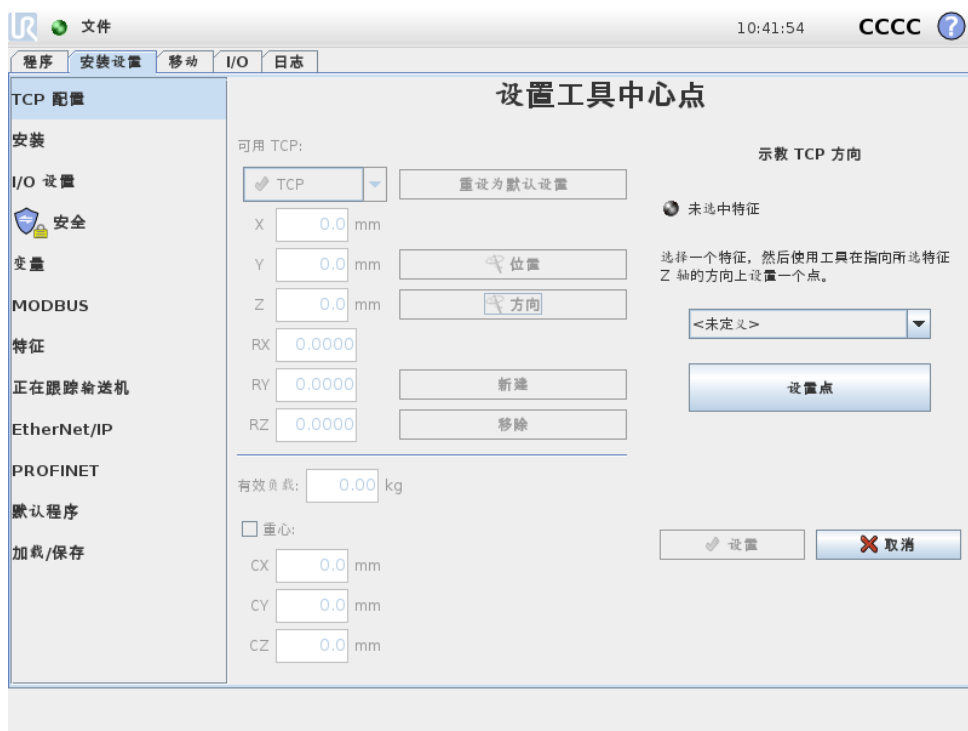 UR 文件 10:41:54 CCCC ?
程序 安装设置 移动 I/O 日志
TCP 配置
安装
I/O 设置
安全
变量
MODBUS
特征
正在跟踪输送机
EtherNet/IP
PROFINET
默认程序
加载/保存
设置工具中心点
可用 TCP:
TCP 重设为默认设置
X 0.0 mm
Y 0.0 mm 位置
Z 0.0 mm 方向
RX 0.0000
RY 0.0000 新建
RZ 0.0000 移除
有效负载: 0.00 kg
重心:
CX 0.0 mm
CY 0.0 mm
CZ 0.0 mm
示教 TCP 方向
未选中特征
选择一个特征，然后使用工具在指向所选特征
Z 轴的方向上设置一个点。
<未定义>
设置点
设置 取消